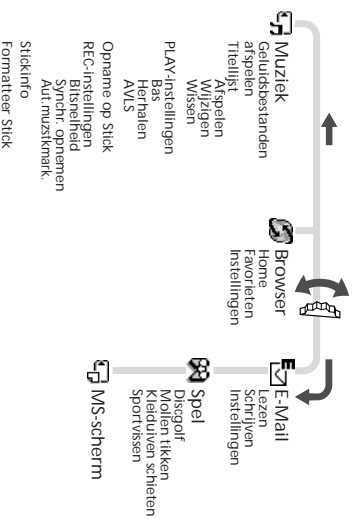 Muziek
Geluidsbestanden
afspelen
Titellijst
Afspelen
Wijzigen
Wissen
PLAY-instellingen
Bas
Herhalen
AVLS
Opname op Stick
REC-instellingen
Bitsnelheid
Synchr. opnemen
Aut.muzstkmark.
Stickinfo
Formatteer Stick
Browser
Home
Favorieten
Instellingen
E-Mail
Lezen
Schrijven
Instellingen
Spel
Discgolf
Mollen tikken
Kleiduiven schieten
Sportvissen
MS-scherm